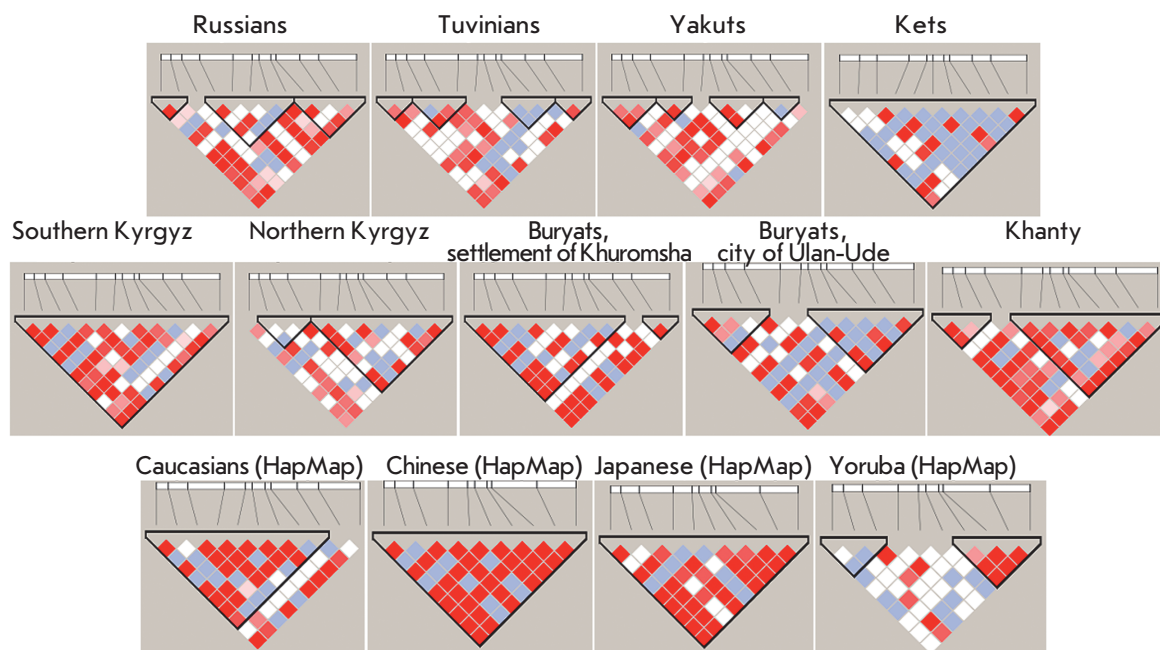 Russians
Tuvinians
Yakuts
Kets
Southern Kyrgyz
Northern Kyrgyz
Buryats,
settlement of Khuromsha
Buryats,
city of Ulan-Ude
Khanty
Caucasians (HapMap)
Chinese (HapMap)
Japanese (HapMap)
Yoruba (HapMap)